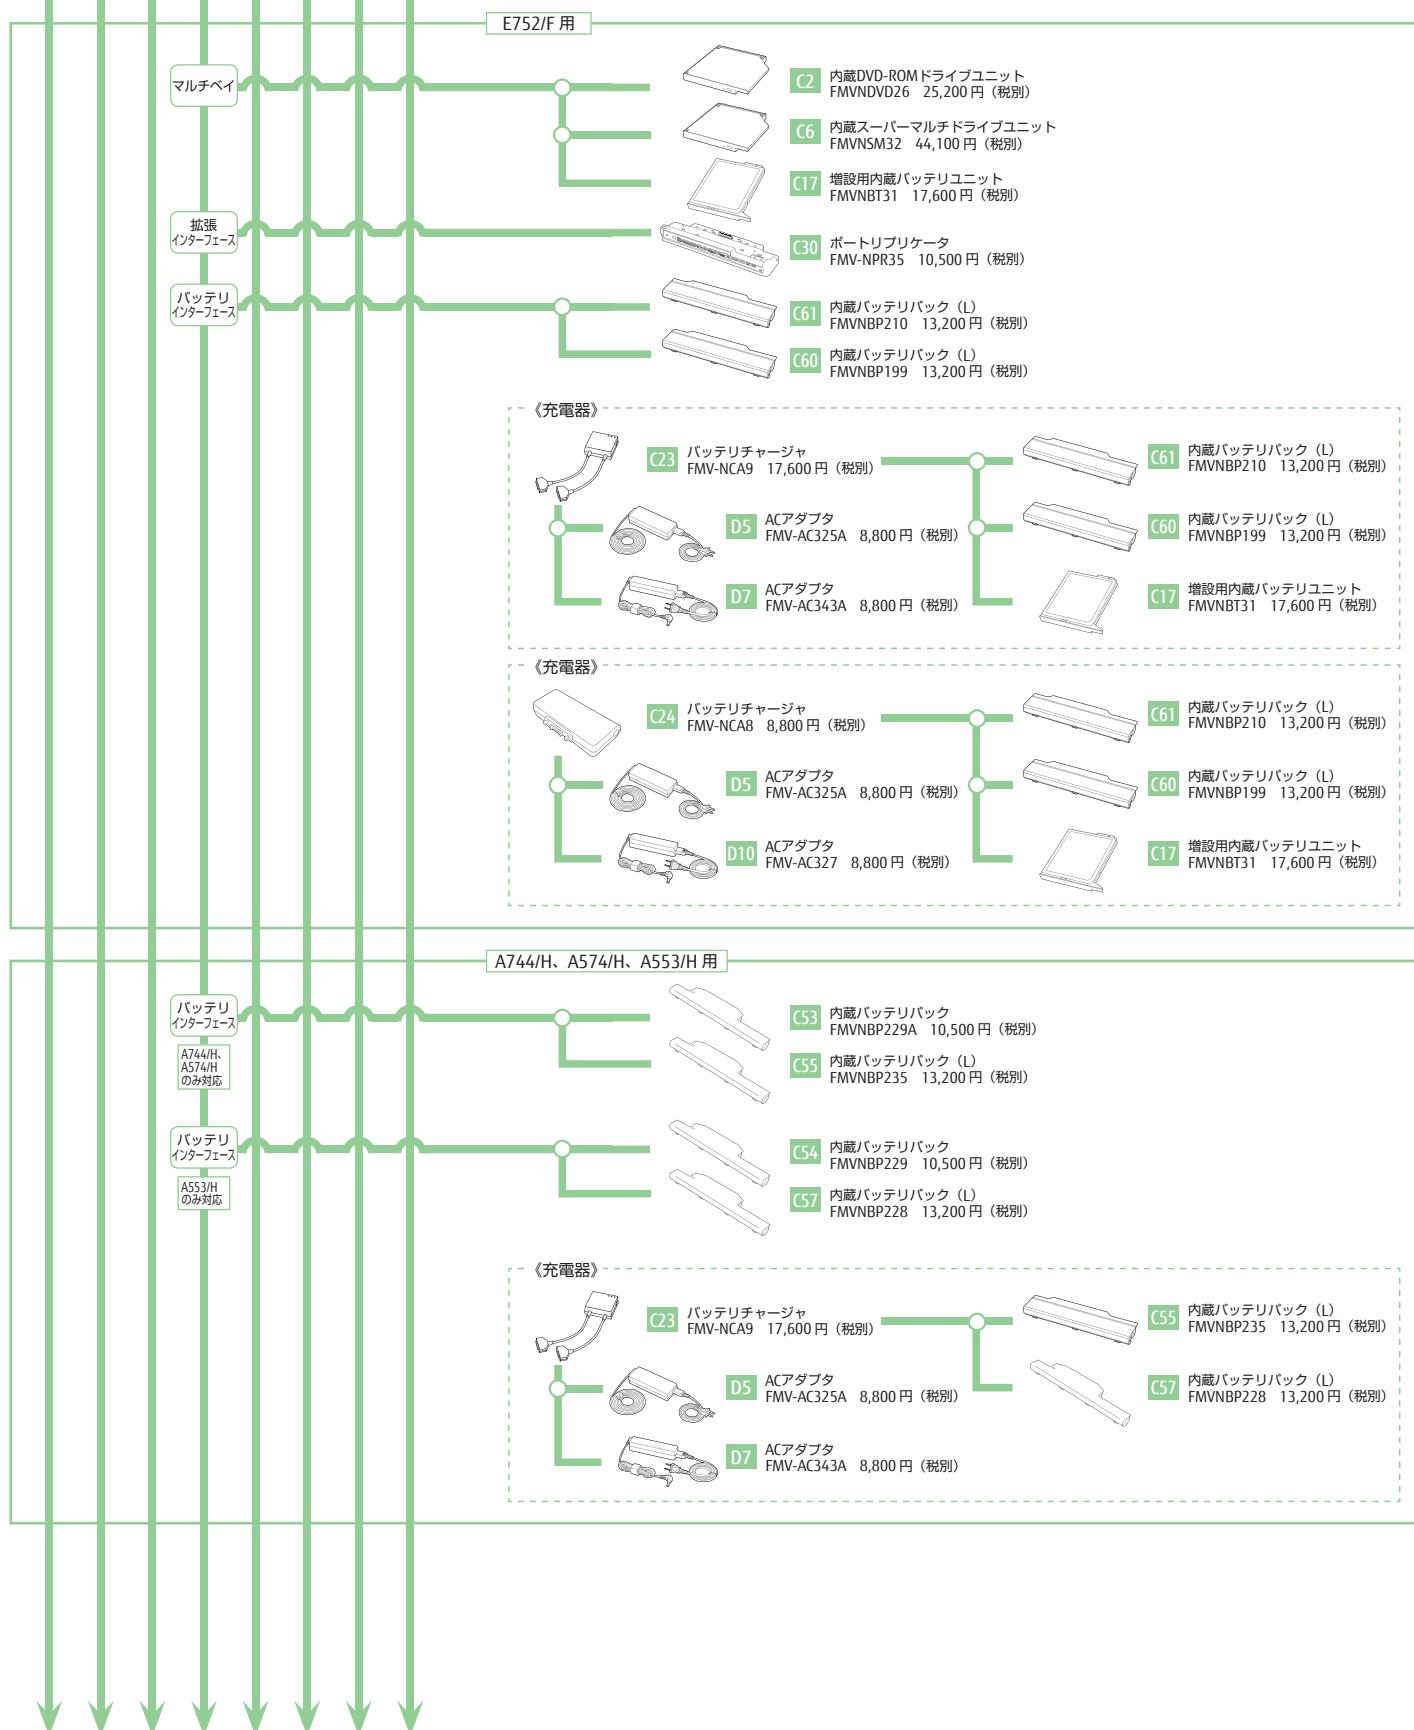 E752/F 用
マルチベイ
C2
内蔵DVD-ROMドライブユニット
FMVNDVD26 25,200 円（税別）
C6
内蔵スーパーマルチドライブユニット
FMVNSM32 44,100 円（税別）
C17
増設用内蔵バッテリユニット
FMVNBT31 17,600 円（税別）
拡張
インターフェース
C30
ポートリプリケータ
FMV-NPR35 10,500 円（税別）
バッテリ
インターフェース
C61
内蔵バッテリパック（L）
FMVNBP210 13,200 円（税別）
C60
内蔵バッテリパック（L）
FMVNBP199 13,200 円（税別）
《充電器》
C23
バッテリチャージャ
FMV-NCA9 17,600 円（税別）
C61
内蔵バッテリパック（L）
FMVNBP210 13,200 円（税別）
D5
ACアダプタ
FMV-AC325A 8,800 円（税別）
C60
内蔵バッテリパック（L）
FMVNBP199 13,200 円（税別）
D7
ACアダプタ
FMV-AC343A 8,800 円（税別）
C17
増設用内蔵バッテリユニット
FMVNBT31 17,600 円（税別）
《充電器》
C24
バッテリチャージャ
FMV-NCA8 8,800 円（税別）
C61
内蔵バッテリパック（L）
FMVNBP210 13,200 円（税別）
D5
ACアダプタ
FMV-AC325A 8,800 円（税別）
C60
内蔵バッテリパック（L）
FMVNBP199 13,200 円（税別）
D10
ACアダプタ
FMV-AC327 8,800 円（税別）
C17
増設用内蔵バッテリユニット
FMVNBT31 17,600 円（税別）
A744/H、A574/H、A553/H 用
バッテリ
インターフェース
A744/H、
A574/H
のみ対応
C53
内蔵バッテリパック
FMVNBP229A 10,500 円（税別）
C55
内蔵バッテリパック（L）
FMVNBP235 13,200 円（税別）
バッテリ
インターフェース
A553/H
のみ対応
C54
内蔵バッテリパック
FMVNBP229 10,500 円（税別）
C57
内蔵バッテリパック（L）
FMVNBP228 13,200 円（税別）
《充電器》
C23
バッテリチャージャ
FMV-NCA9 17,600 円（税別）
C55
内蔵バッテリパック（L）
FMVNBP235 13,200 円（税別）
D5
ACアダプタ
FMV-AC325A 8,800 円（税別）
C57
内蔵バッテリパック（L）
FMVNBP228 13,200 円（税別）
D7
ACアダプタ
FMV-AC343A 8,800 円（税別）